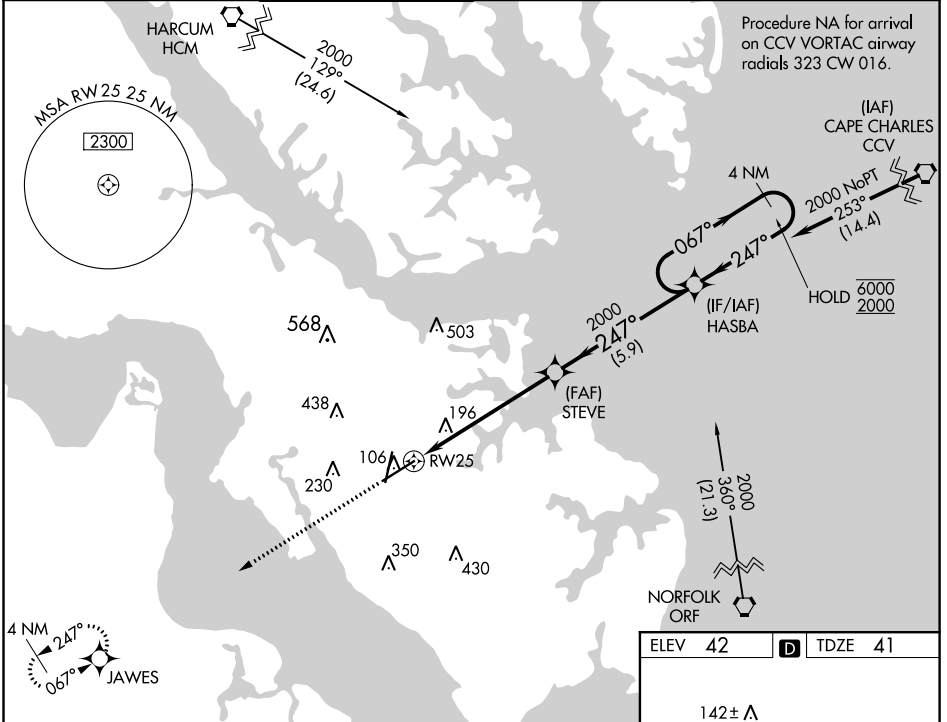 HARCUM
HCM
2000
129°
(24.6)
Procedure NA for arrival
on CCV VORTAC airway
radials 323 CW 016.
MSA RW 25 25 NM
2300
(IAF)
CAPE CHARLES
CCV
4 NM
2000 NoPT
253°
(14.4)
067°
247°
HOLD 6000
2000
(IF/IAF)
HASBA
2000
247°
(5.9)
568
503
(FAF)
STEVE
438
196
106
RW25
230
350
430
2000
360°
(21.3)
NORFOLK
ORF
4 NM
247°
067°
JAWES
ELEV 42 D TDZE 41
142±